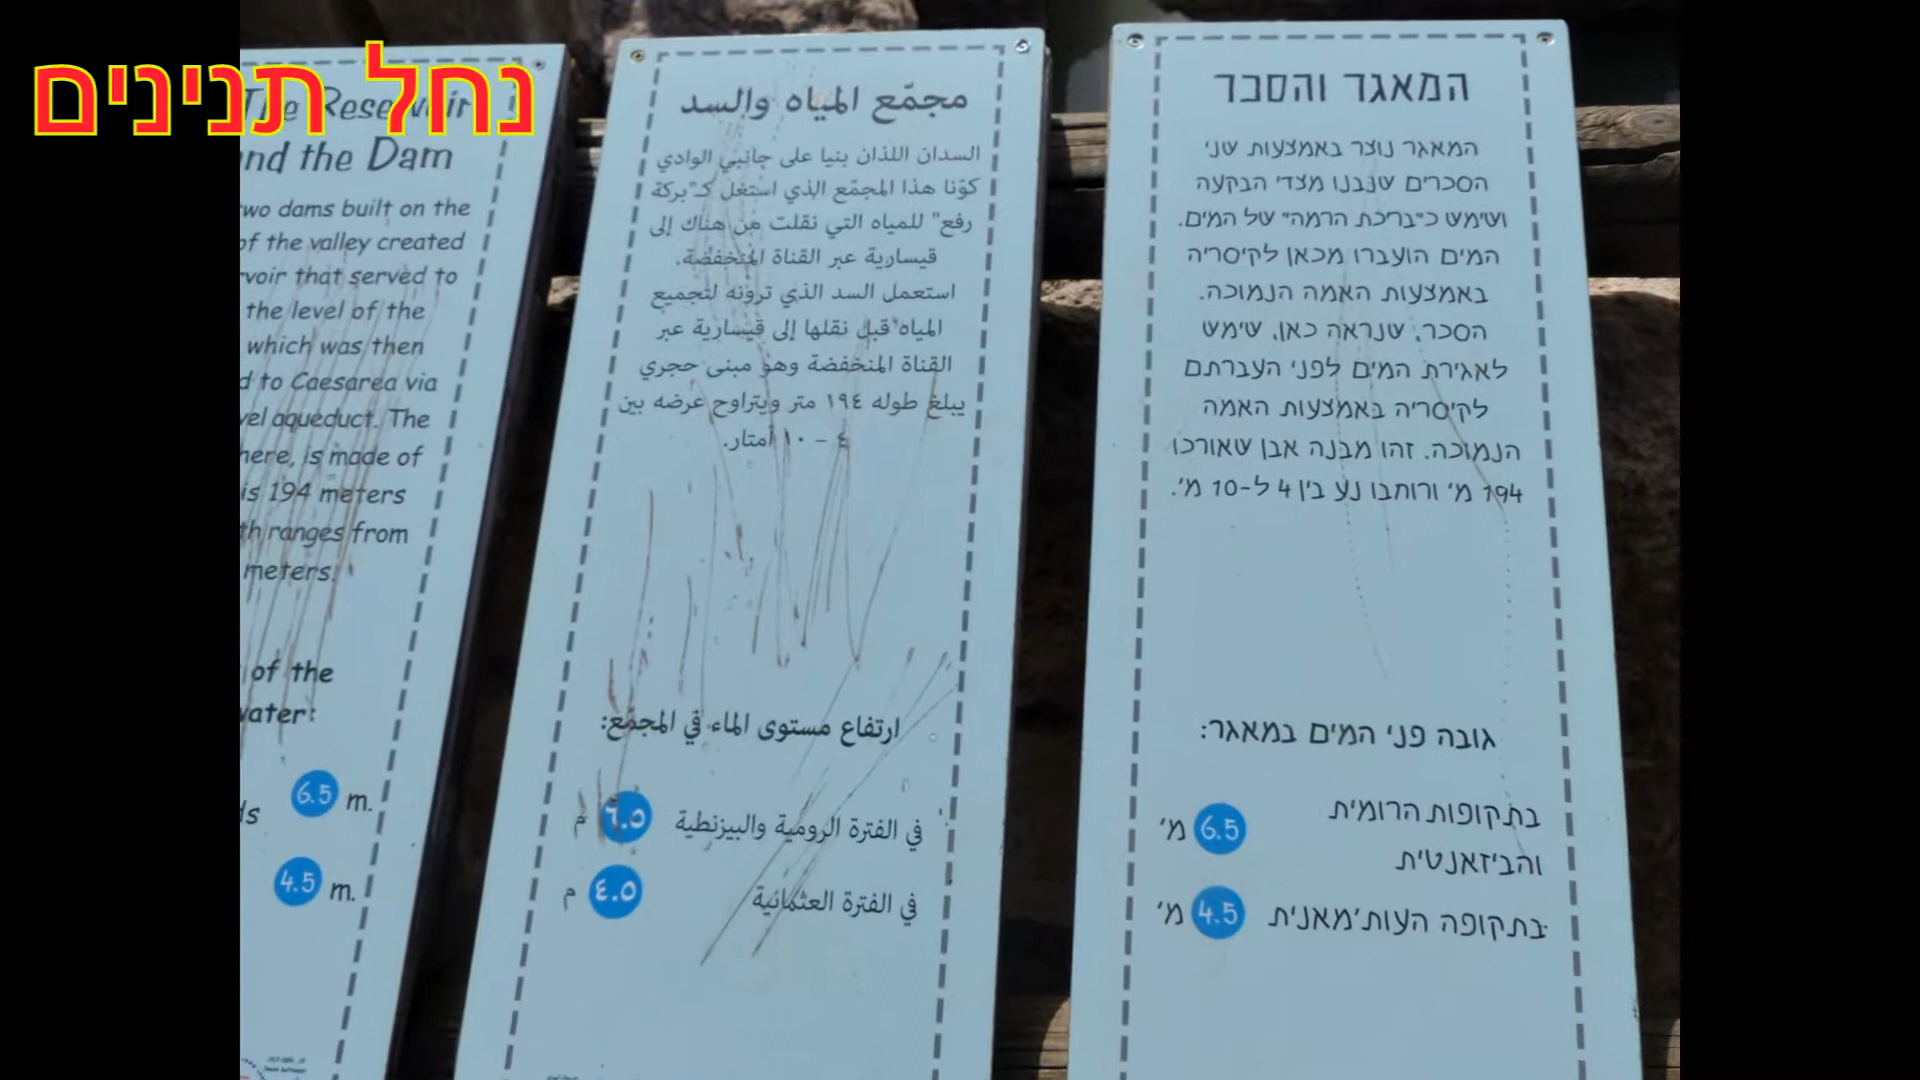 נחל תנינים
The Reservoir
and the Dam
two dams built on the
of the valley created
voir that served to
the level of the
which was then
d to Caesarea via
vel aqueduct. The
here, is made of
is 194 meters
th ranges from
meters.
of the
water:
6.5 m.
4.5 m.
مجمّع المياه والسد
السدان اللذان بنيا على جانبي الوادي
كوّنا هذا المجمّع الذي استغل كـ"بركة
رفع" للمياه التي نقلت من هناك إلى
قيسارية عبر القناة المنخفضة.
استعمل السد الذي ترونه لتجميع
المياه قبل نقلها إلى قيسارية عبر
القناة المنخفضة وهو مبنى حجري
يبلغ طوله ١٩٤ متر ويتراوح عرضه بين
٤ - ١٠ أمتار.
ارتفاع مستوى الماء في المجمّع:
في الفترة الرومية والبيزنطية ٦.٥ م
في الفترة العثمانية ٤.٥ م
המאגר והסכר
המאגר נוצר באמצעות שני
הסכרים שנבנו מצדי הבקעה
ושימש כ"בריכת הרמה" של המים.
המים הועברו מכאן לקיסריה
באמצעות האמה הנמוכה.
הסכר, שנראה כאן, שימש
לאגירת המים לפני העברתם
לקיסריה באמצעות האמה
הנמוכה. זהו מבנה אבן שאורכו
194 מ' ורוחבו נע בין 4 ל-10 מ'.
גובה פני המים במאגר:
בתקופות הרומית
והביזאנטית 6.5 מ'
בתקופה העות'מאנית 4.5 מ'